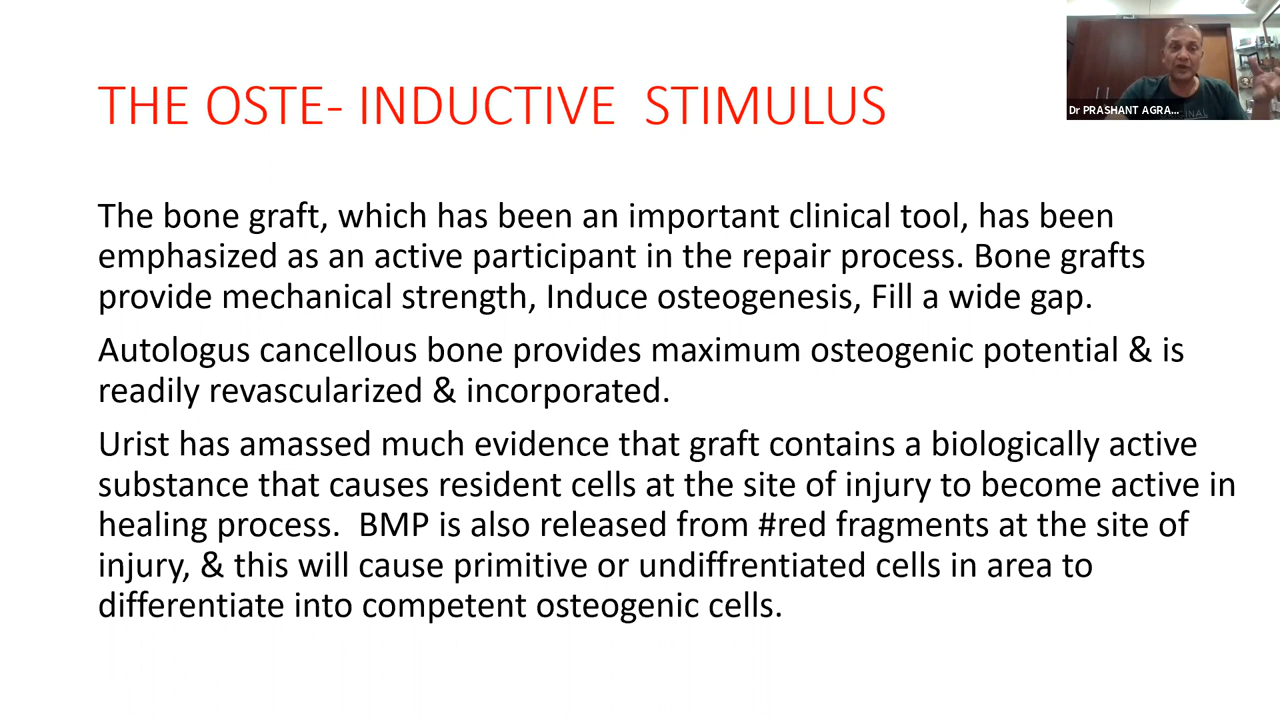 THE OSTE- INDUCTIVE STIMULUS
Dr PRASHANT AGRA...
The bone graft, which has been an important clinical tool, has been
emphasized as an active participant in the repair process. Bone grafts
provide mechanical strength, Induce osteogenesis, Fill a wide gap.
Autologus cancellous bone provides maximum osteogenic potential & is
readily revascularized & incorporated.
Urist has amassed much evidence that graft contains a biologically active
substance that causes resident cells at the site of injury to become active in
healing process. BMP is also released from #red fragments at the site of
injury, & this will cause primitive or undiffrentiated cells in area to
differentiate into competent osteogenic cells.